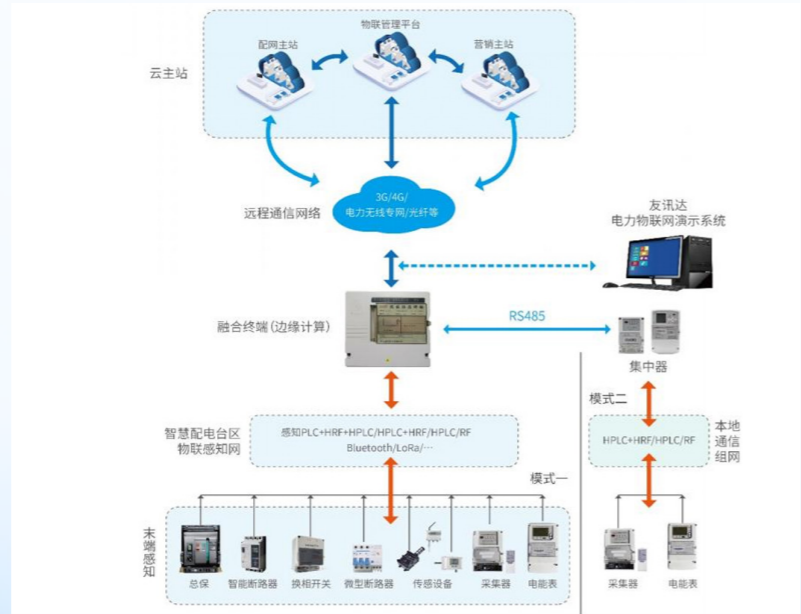 物联管理平台
配网主站
营销主站
云主站
3G/4G/
电力无线专网/光纤等
远程通信网络
友讯达
电力物联网演示系统
RS485
融合终端(边缘计算)
集中器
模式二
智慧配电台区
物联感知网
感知PLC+HRF+HPLC/HPLC+HRF/HPLC/RF
Bluetooth/LoRa/…
HPLC+HRF/HPLC/RF
本地
通信
组网
模式一
末端感知
总保
智能断路器
换相开关
微型断路器
传感设备
采集器
电能表
采集器
电能表